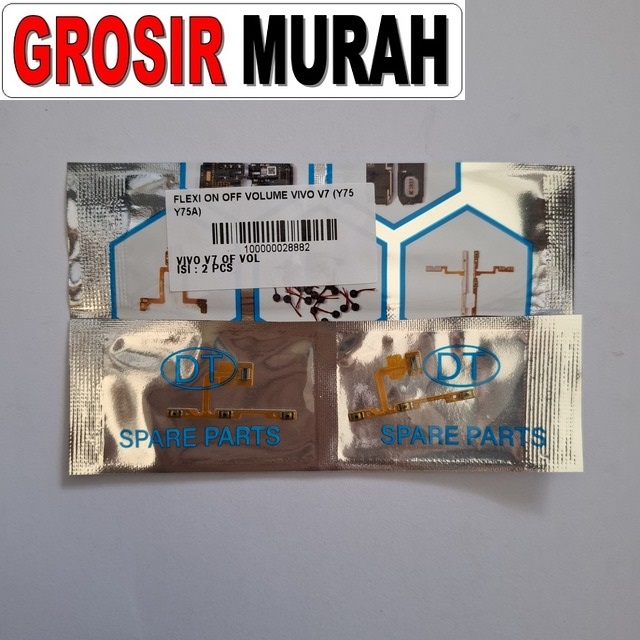 GROSIR MURAH
FLEXI ON OFF VOLUME VIVO V7 (Y75
Y75A)
100000028882
VIVO V7 OF VOL
ISI : 2 PCS
DT
SPARE PARTS
DT
SPARE PARTS